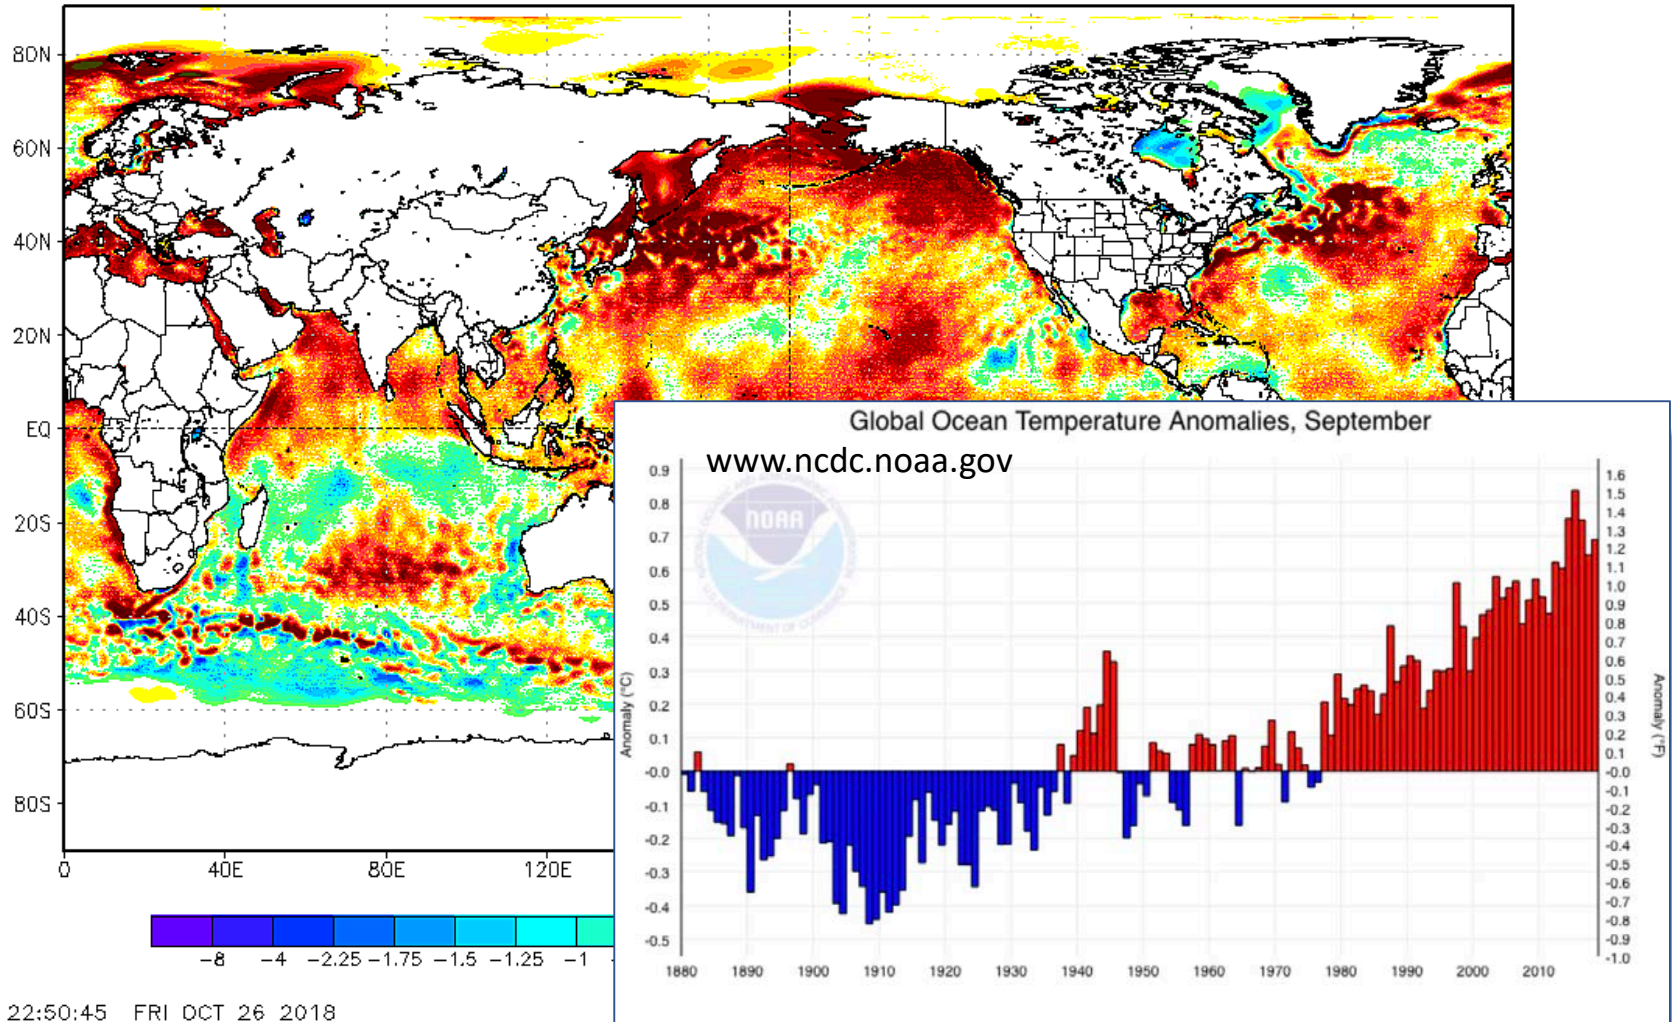 80N
60N
40N
20N
EQ
20S
40S
60S
80S
0 40E 80E 120E
-8 -4 -2.25 -1.75 -1.5 -1.25 -1
22:50:45 FRI OCT 26 2018
Global Ocean Temperature Anomalies, September
www.ncdc.noaa.gov
NOAA
Anomaly (°C)
0.9
0.8
0.7
0.6
0.5
0.4
0.3
0.2
0.1
-0.0
-0.1
-0.2
-0.3
-0.4
-0.5
1.6
1.5
1.4
1.3
1.2
1.1
1.0
0.9
0.8
0.7
0.6
0.5
0.4
0.3
0.2
0.1
-0.0
-0.1
-0.2
-0.3
-0.4
-0.5
-0.6
-0.7
-0.8
-0.9
-1.0
Anomaly (°F)
1880 1890 1900 1910 1920 1930 1940 1950 1960 1970 1980 1990 2000 2010